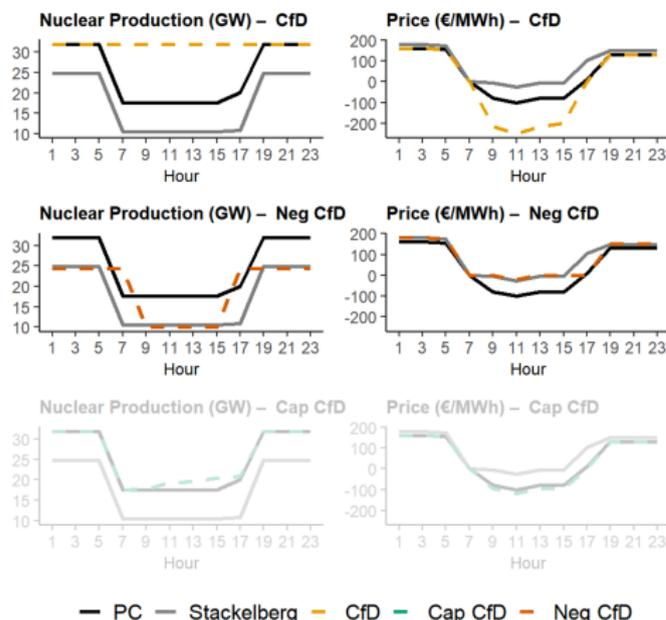 Nuclear Production (GW) – CfD
Price (€/MWh) – CfD
30
25
20
15
10
200
100
0
-100
-200
1 3 5 7 9 11 13 15 17 19 21 23
1 3 5 7 9 11 13 15 17 19 21 23
Hour
Hour
Nuclear Production (GW) – Neg CfD
Price (€/MWh) – Neg CfD
30
25
20
15
10
200
100
0
-100
-200
1 3 5 7 9 11 13 15 17 19 21 23
1 3 5 7 9 11 13 15 17 19 21 23
Hour
Hour
Nuclear Production (GW) – Cap CfD
Price (€/MWh) – Cap CfD
30
25
20
15
10
200
100
0
-100
-200
1 3 5 7 9 11 13 15 17 19 21 23
1 3 5 7 9 11 13 15 17 19 21 23
Hour
Hour
PC Stackelberg CfD Cap CfD Neg CfD